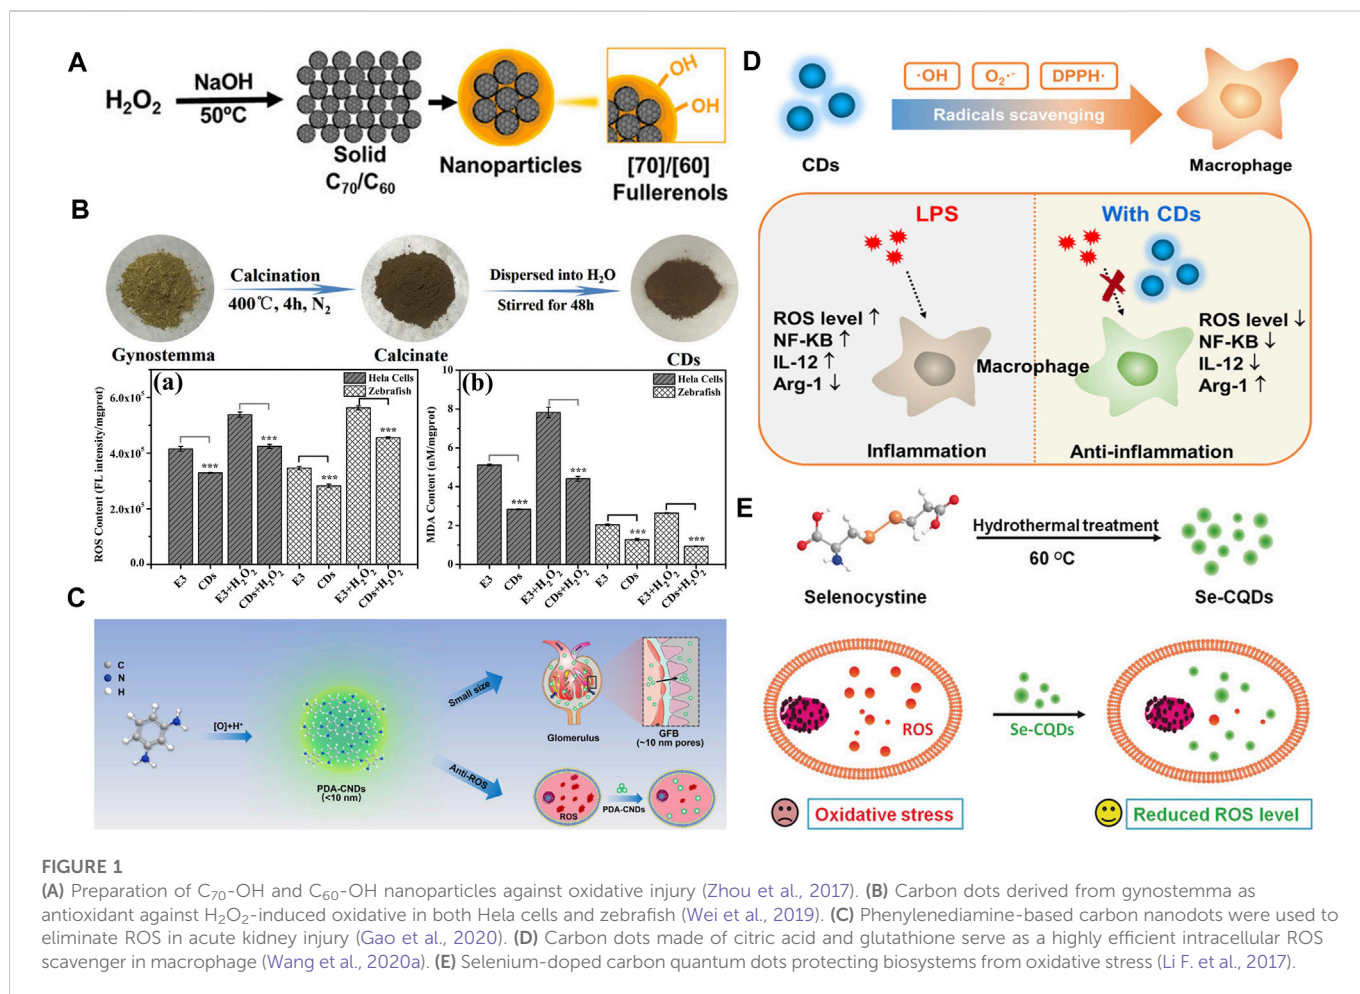 A
H₂O₂
NaOH
50ºC
Solid
C₇₀/C₆₀
Nanoparticles
OH
OH
[70]/[60]
Fullerenols
B
Gynostemma
Calcination
400℃, 4h, N₂
Calcinate
Dispersed into H₂O
Stirred for 48h
CDs
(a)
Hela Cells
Zebrafish
ROS Content (FL intensity/mgprot)
6.0x10⁵
4.0x10⁵
2.0x10⁵
0.0
***
***
***
***
E3
CDs
E3+H₂O₂
CDs+H₂O₂
E3
CDs
E3+H₂O₂
CDs+H₂O₂
(b)
Hela Cells
Zebrafish
MDA Content (nM/mgprot)
10
8
6
4
2
0
***
***
***
***
E3
CDs
E3+H₂O₂
CDs+H₂O₂
E3
CDs
E3+H₂O₂
CDs+H₂O₂
C
C
N
H
[O]+H⁺
PDA-CNDs
(<10 nm)
Small size
Anti-ROS
Glomerulus
GFB
(~10 nm pores)
ROS
PDA-CNDs
D
CDs
·OH
O₂·⁻
DPPH·
Radicals scavenging
Macrophage
LPS
ROS level ↑
NF-KB ↑
IL-12 ↑
Arg-1 ↓
Inflammation
Macrophage
With CDs
ROS level ↓
NF-KB ↓
IL-12 ↓
Arg-1 ↑
Anti-inflammation
E
Selenocystine
Hydrothermal treatment
60 ºC
Se-CQDs
ROS
Se-CQDs
Oxidative stress
Reduced ROS level
FIGURE 1
(A) Preparation of C₇₀-OH and C₆₀-OH nanoparticles against oxidative injury (Zhou et al., 2017). (B) Carbon dots derived from gynostemma as
antioxidant against H₂O₂-induced oxidative in both Hela cells and zebrafish (Wei et al., 2019). (C) Phenylenediamine-based carbon nanodots were used to
eliminate ROS in acute kidney injury (Gao et al., 2020). (D) Carbon dots made of citric acid and glutathione serve as a highly efficient intracellular ROS
scavenger in macrophage (Wang et al., 2020a). (E) Selenium-doped carbon quantum dots protecting biosystems from oxidative stress (Li F. et al., 2017).